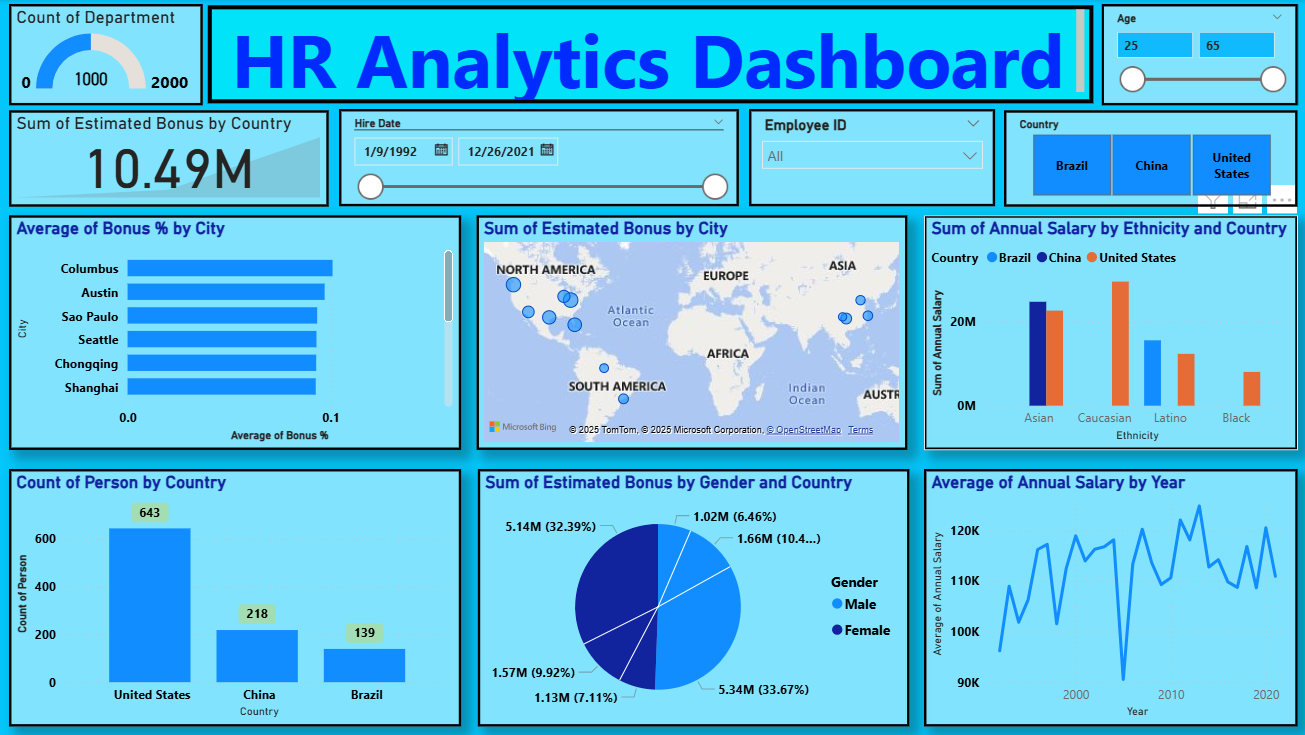 Count of Department
0
1000
2000
HR Analytics Dashboard
Age
25
65
Sum of Estimated Bonus by Country
10.49M
Hire Date
1/9/1992
12/26/2021
Employee ID
All
Country
Brazil
China
United
States
Average of Bonus % by City
City
Columbus
Austin
Sao Paulo
Seattle
Chongqing
Shanghai
0.0
0.1
Average of Bonus %
Sum of Estimated Bonus by City
NORTH AMERICA
EUROPE
ASIA
Atlantic
Ocean
AFRICA
SOUTH AMERICA
Indian
Ocean
AUSTR
Microsoft Bing
© 2025 TomTom, © 2025 Microsoft Corporation, © OpenStreetMap Terms
Sum of Annual Salary by Ethnicity and Country
Country Brazil China United States
Sum of Annual Salary
20M
0M
Asian
Caucasian
Latino
Black
Ethnicity
Count of Person by Country
Count of Person
600
400
200
0
643
218
139
United States
China
Brazil
Country
Sum of Estimated Bonus by Gender and Country
5.14M (32.39%)
1.02M (6.46%)
1.66M (10.4...)
1.57M (9.92%)
1.13M (7.11%)
5.34M (33.67%)
Gender
Male
Female
Average of Annual Salary by Year
Average of Annual Salary
120K
110K
100K
90K
2000
2010
2020
Year